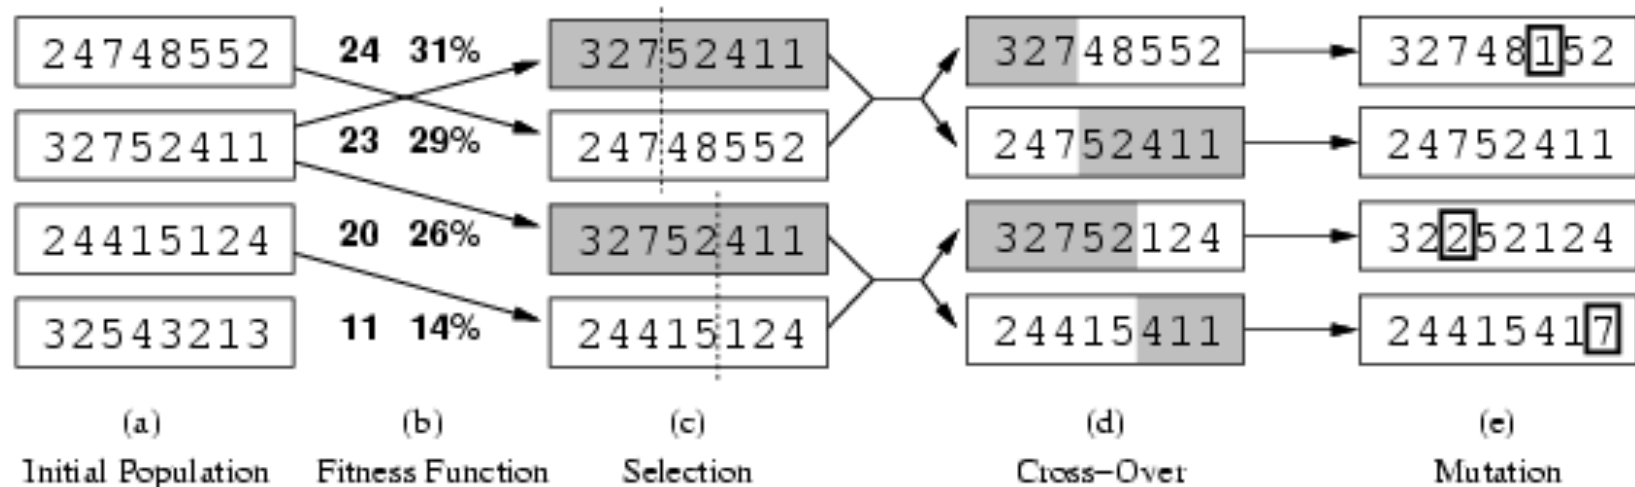 24748552 24 31% 32752411 32748552 32748152
32752411 23 29% 24748552 24752411 24752411
24415124 20 26% 32752411 32752124 32252124
32543213 11 14% 24415124 24415411 24415417
(a) (b) (c) (d) (e)
Initial Population Fitness Function Selection Cross–Over Mutation